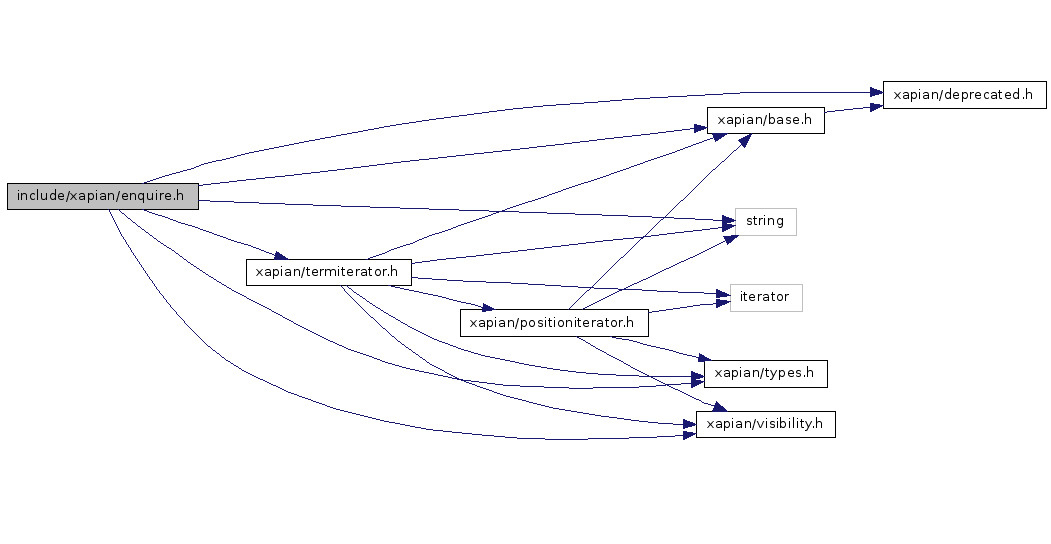 xapian/deprecated.h
xapian/base.h
include/xapian/enquire.h
string
xapian/termiterator.h
iterator
xapian/positioniterator.h
xapian/types.h
xapian/visibility.h